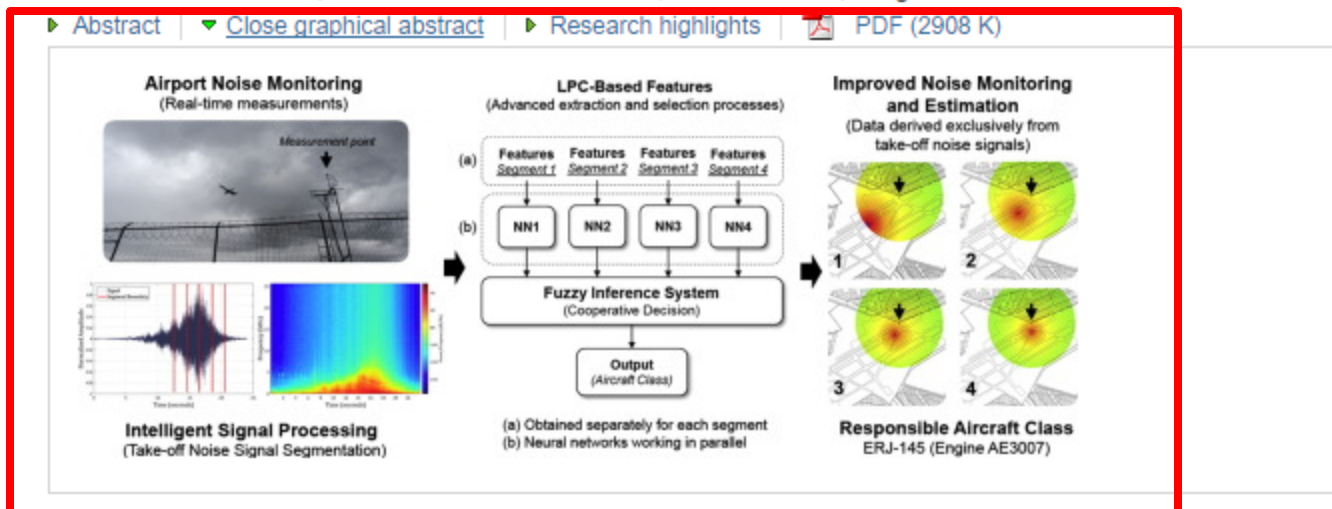 Abstract
Close graphical abstract
Research highlights
PDF (2908 K)
Airport Noise Monitoring
(Real-time measurements)
Measurement point
Intelligent Signal Processing
(Take-off Noise Signal Segmentation)
LPC-Based Features
(Advanced extraction and selection processes)
(a)
Features Features Features Features
Segment 1 Segment 2 Segment 3 Segment 4
(b)
NN1 NN2 NN3 NN4
Fuzzy Inference System
(Cooperative Decision)
Output
(Aircraft Class)
(a) Obtained separately for each segment
(b) Neural networks working in parallel
Improved Noise Monitoring
and Estimation
(Data derived exclusively from
take-off noise signals)
1
2
3
4
Responsible Aircraft Class
ERJ-145 (Engine AE3007)